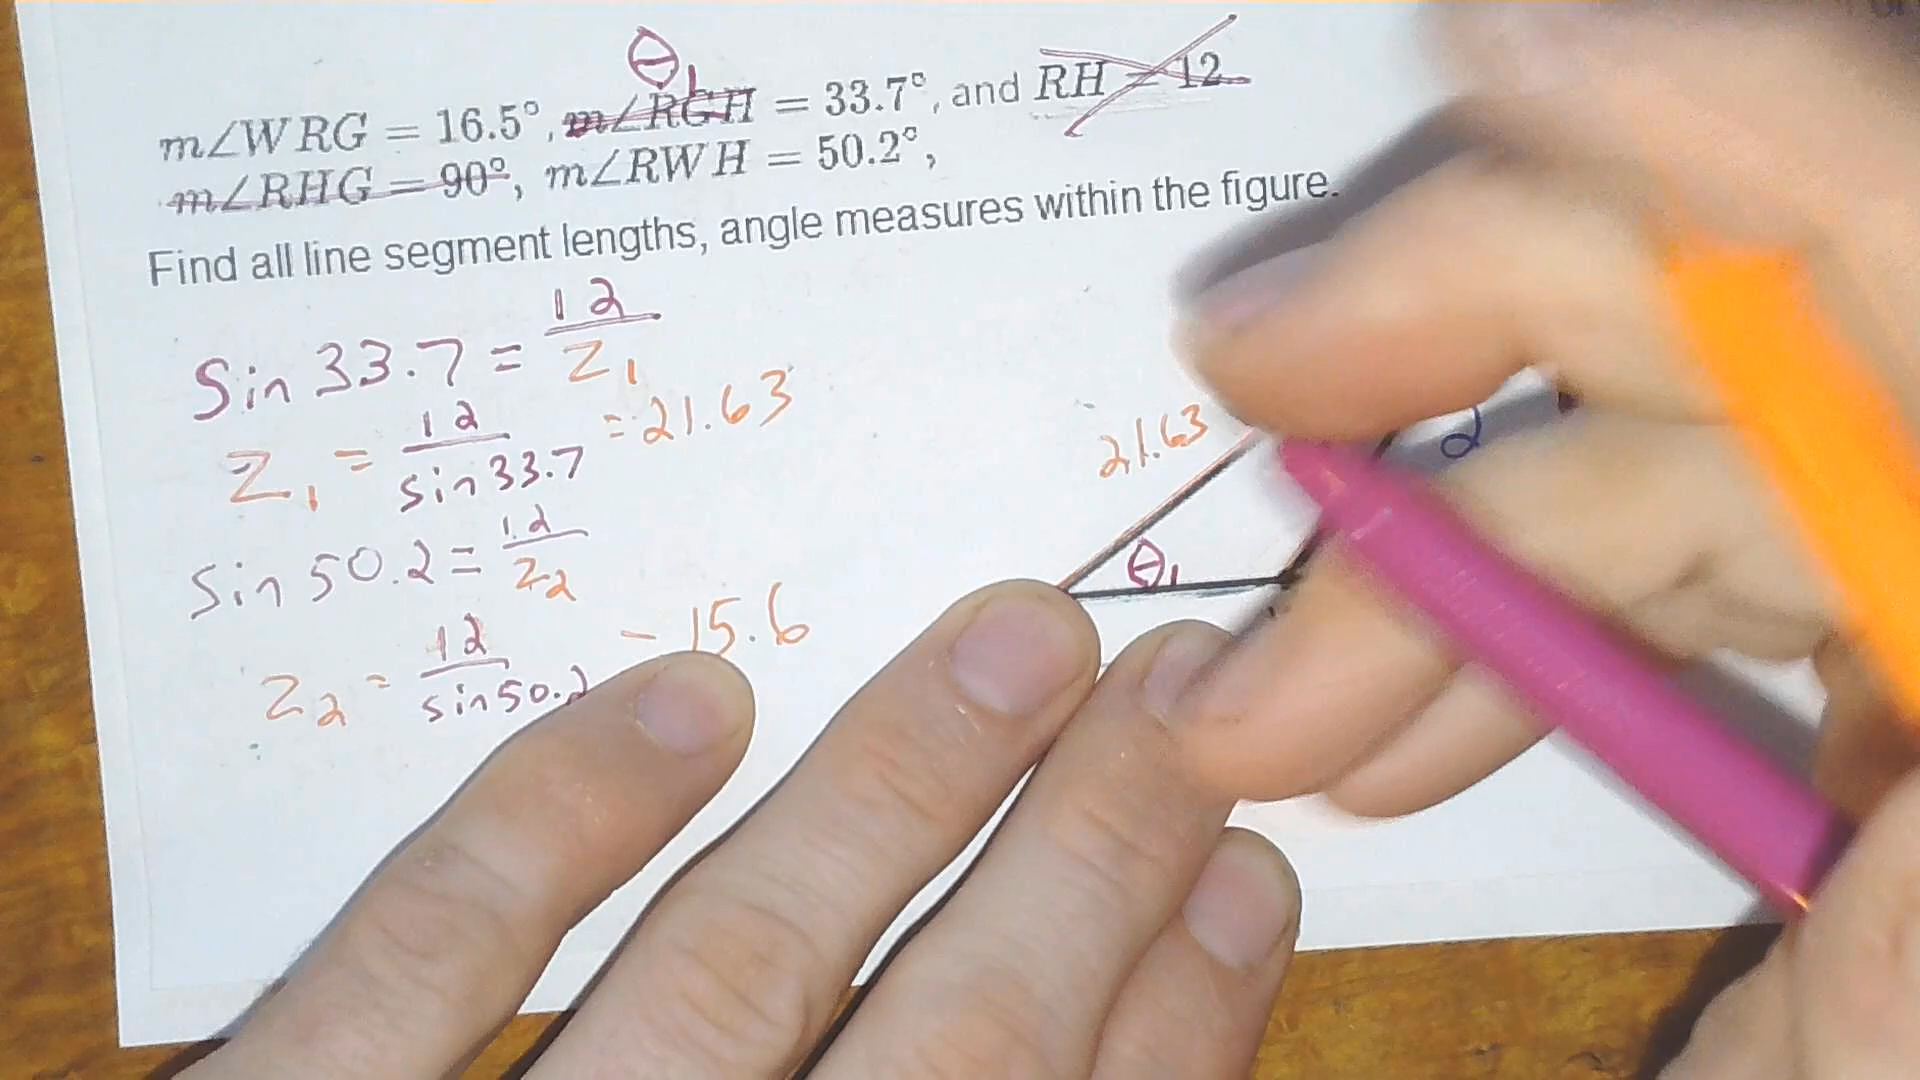 θ₁
m∠WRG = 16.5°, m∠RGH = 33.7°, and RH = 12
m∠RHG = 90°, m∠RWH = 50.2°,
Find all line segment lengths, angle measures within the figure.
Sin 33.7 = 12/Z₁
Z₁ = 12/sin 33.7 = 21.63
Sin 50.2 = 12/Z₂
Z₂ = 12/sin 50.2 - 15.6
21.63
θ₁
2